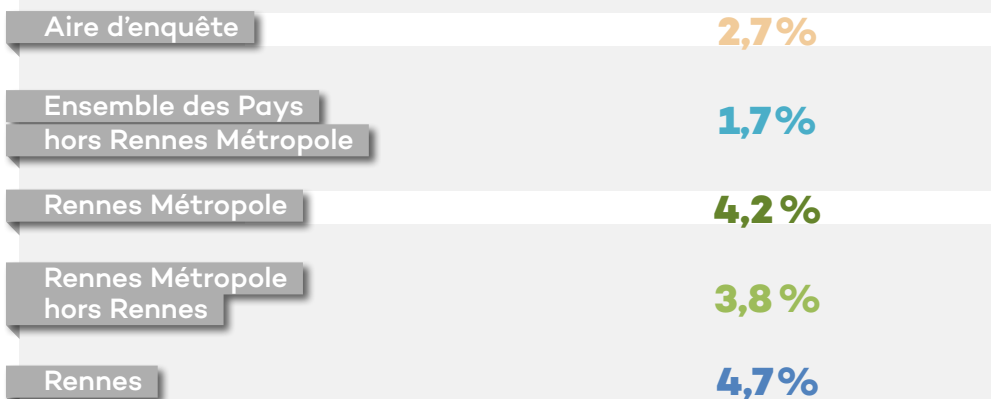 Aire d’enquête 2,7%
Ensemble des Pays
hors Rennes Métropole 1,7%
Rennes Métropole 4,2 %
Rennes Métropole
hors Rennes 3,8 %
Rennes 4,7%